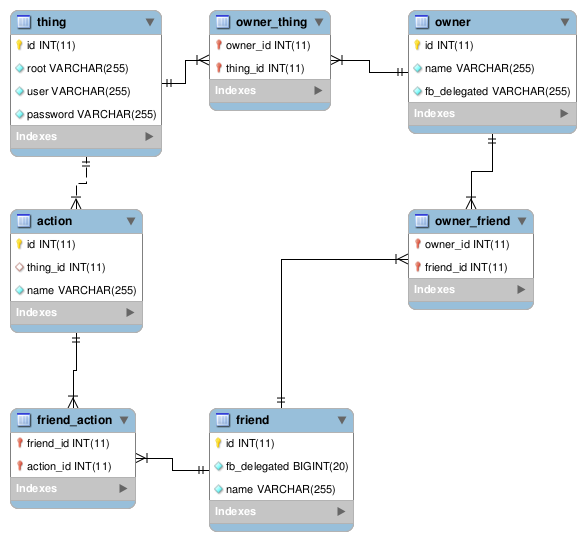 thing
id INT(11)
root VARCHAR(255)
user VARCHAR(255)
password VARCHAR(255)
Indexes
owner_thing
owner_id INT(11)
thing_id INT(11)
Indexes
owner
id INT(11)
name VARCHAR(255)
fb_delegated VARCHAR(255)
Indexes
action
id INT(11)
thing_id INT(11)
name VARCHAR(255)
Indexes
owner_friend
owner_id INT(11)
friend_id INT(11)
Indexes
friend_action
friend_id INT(11)
action_id INT(11)
Indexes
friend
id INT(11)
fb_delegated BIGINT(20)
name VARCHAR(255)
Indexes